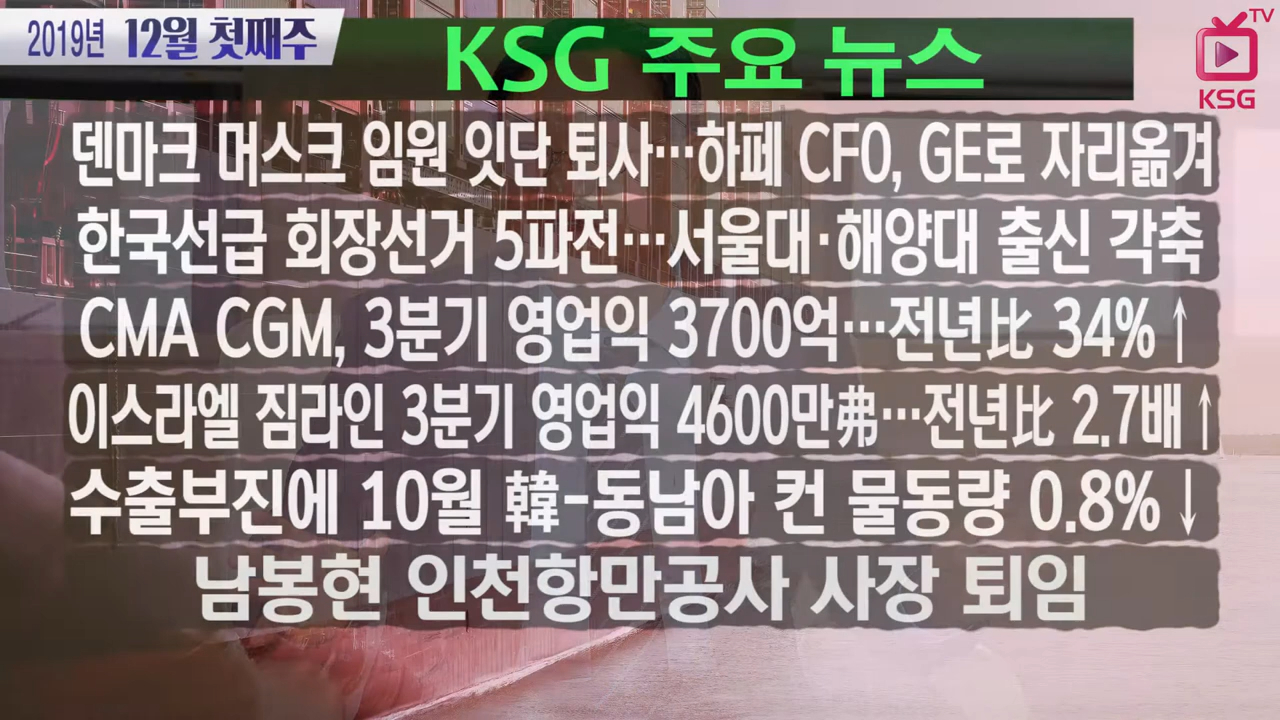 2019년 12월 첫째주
KSG 주요 뉴스
TV
KSG
덴마크 머스크 임원 잇단 퇴사…하페 CFO, GE로 자리옮겨
한국선급 회장선거 5파전…서울대·해양대 출신 각축
CMA CGM, 3분기 영업익 3700억…전년比 34%↑
이스라엘 짐라인 3분기 영업익 4600만弗…전년比 2.7배↑
수출부진에 10월 韓-동남아 컨 물동량 0.8%↓
남봉현 인천항만공사 사장 퇴임